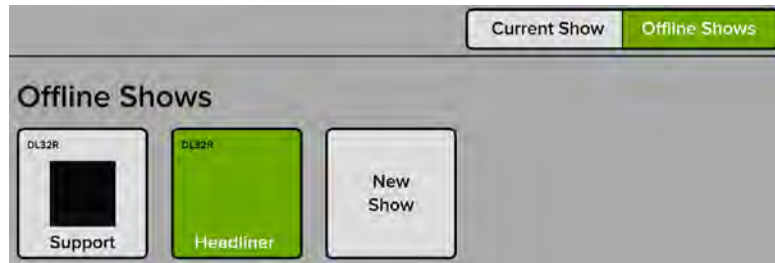 Current Show
Offline Shows
Offline Shows
DL32R
DL32R
New
Show
Support
Headliner